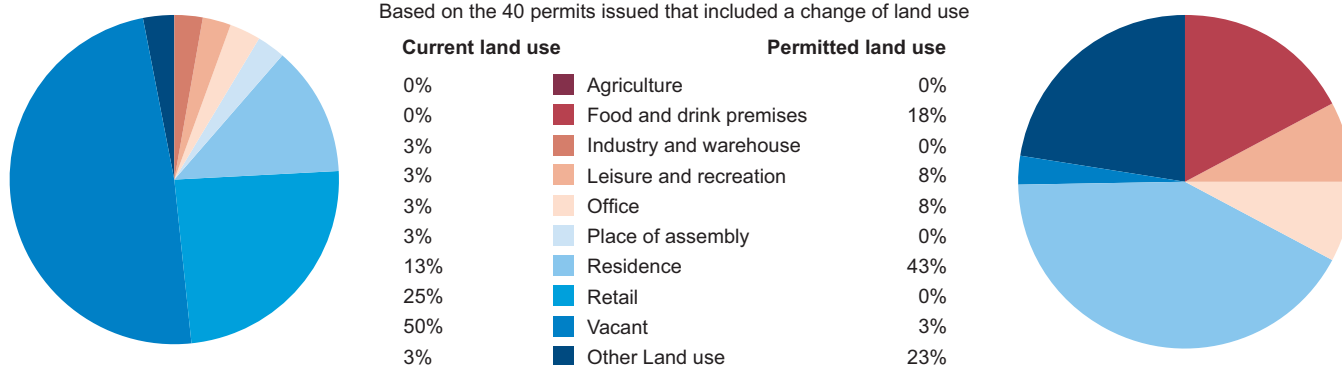 Based on the 40 permits issued that included a change of land use
Current land use Permitted land use
0% Agriculture 0%
0% Food and drink premises 18%
3% Industry and warehouse 0%
3% Leisure and recreation 8%
3% Office 8%
3% Place of assembly 0%
13% Residence 43%
25% Retail 0%
50% Vacant 3%
3% Other Land use 23%